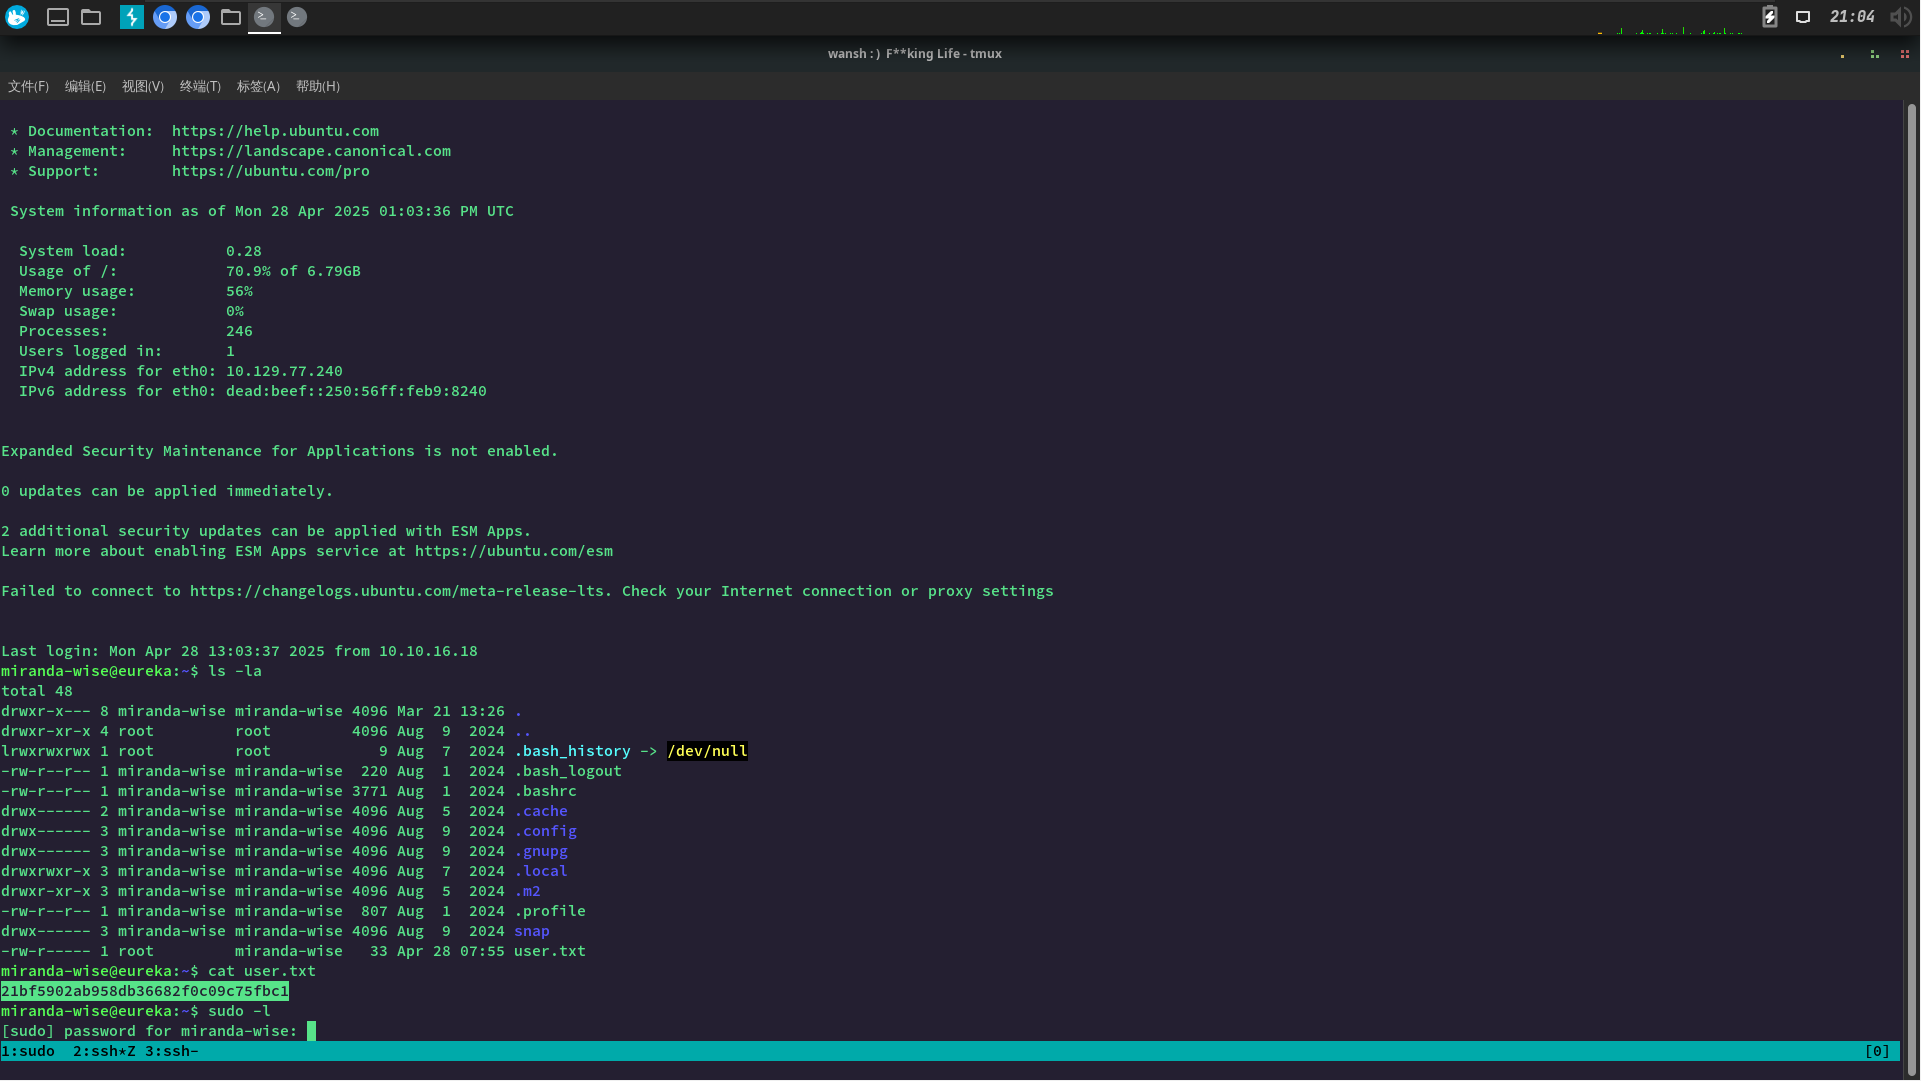 21:04
wansh :) F**king Life - tmux
文件(F) 编辑(E) 视图(V) 终端(T) 标签(A) 帮助(H)
* Documentation:  https://help.ubuntu.com
* Management:     https://landscape.canonical.com
* Support:        https://ubuntu.com/pro
System information as of Mon 28 Apr 2025 01:03:36 PM UTC
System load:           0.28
Usage of /:            70.9% of 6.79GB
Memory usage:          56%
Swap usage:            0%
Processes:             246
Users logged in:       1
IPv4 address for eth0: 10.129.77.240
IPv6 address for eth0: dead:beef::250:56ff:feb9:8240
Expanded Security Maintenance for Applications is not enabled.
0 updates can be applied immediately.
2 additional security updates can be applied with ESM Apps.
Learn more about enabling ESM Apps service at https://ubuntu.com/esm
Failed to connect to https://changelogs.ubuntu.com/meta-release-lts. Check your Internet connection or proxy settings
Last login: Mon Apr 28 13:03:37 2025 from 10.10.16.18
miranda-wise@eureka:~$ ls -la
total 48
drwxr-x--- 8 miranda-wise miranda-wise 4096 Mar 21 13:26 .
drwxr-xr-x 4 root         root         4096 Aug  9  2024 ..
lrwxrwxrwx 1 root         root            9 Aug  7  2024 .bash_history -> /dev/null
-rw-r--r-- 1 miranda-wise miranda-wise  220 Aug  1  2024 .bash_logout
-rw-r--r-- 1 miranda-wise miranda-wise 3771 Aug  1  2024 .bashrc
drwx------ 2 miranda-wise miranda-wise 4096 Aug  5  2024 .cache
drwx------ 3 miranda-wise miranda-wise 4096 Aug  9  2024 .config
drwx------ 3 miranda-wise miranda-wise 4096 Aug  9  2024 .gnupg
drwxrwxr-x 3 miranda-wise miranda-wise 4096 Aug  7  2024 .local
drwxr-xr-x 3 miranda-wise miranda-wise 4096 Aug  5  2024 .m2
-rw-r--r-- 1 miranda-wise miranda-wise  807 Aug  1  2024 .profile
drwx------ 3 miranda-wise miranda-wise 4096 Aug  9  2024 snap
-rw-r----- 1 root         miranda-wise   33 Apr 28 07:55 user.txt
miranda-wise@eureka:~$ cat user.txt
21bf5902ab958db36682f0c09c75fbc1
miranda-wise@eureka:~$ sudo -l
[sudo] password for miranda-wise:
1:sudo  2:ssh*Z 3:ssh- [0]